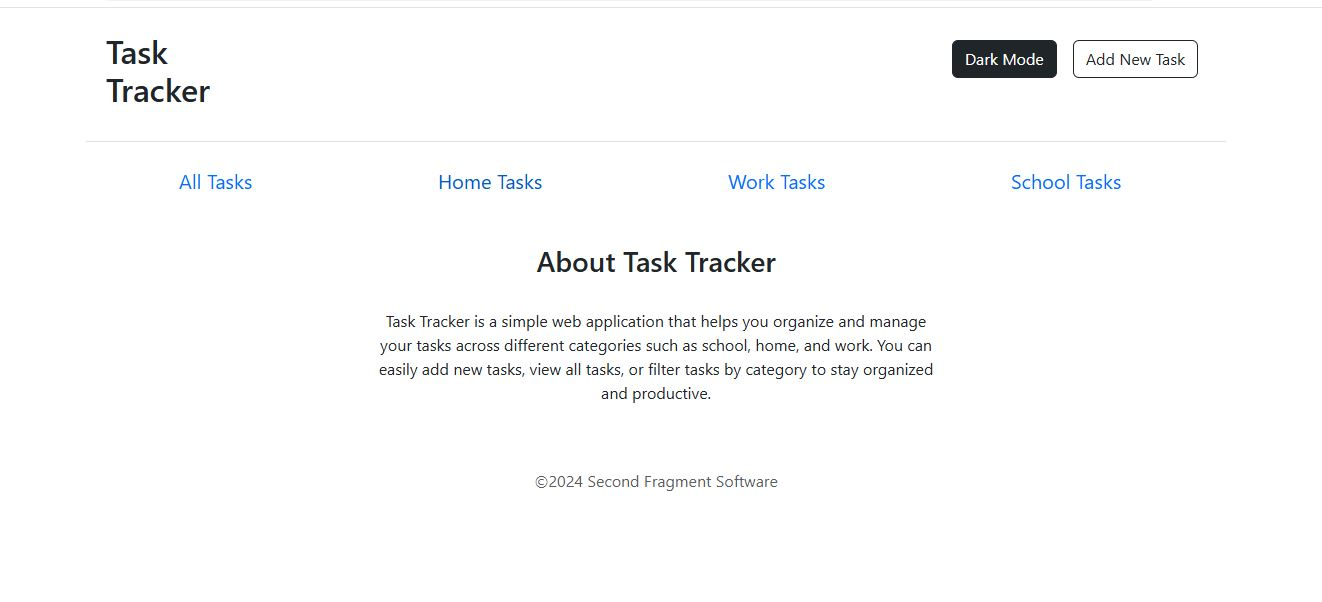 Task
Tracker
Dark Mode
Add New Task
All Tasks
Home Tasks
Work Tasks
School Tasks
About Task Tracker
Task Tracker is a simple web application that helps you organize and manage
your tasks across different categories such as school, home, and work. You can
easily add new tasks, view all tasks, or filter tasks by category to stay organized
and productive.
©2024 Second Fragment Software